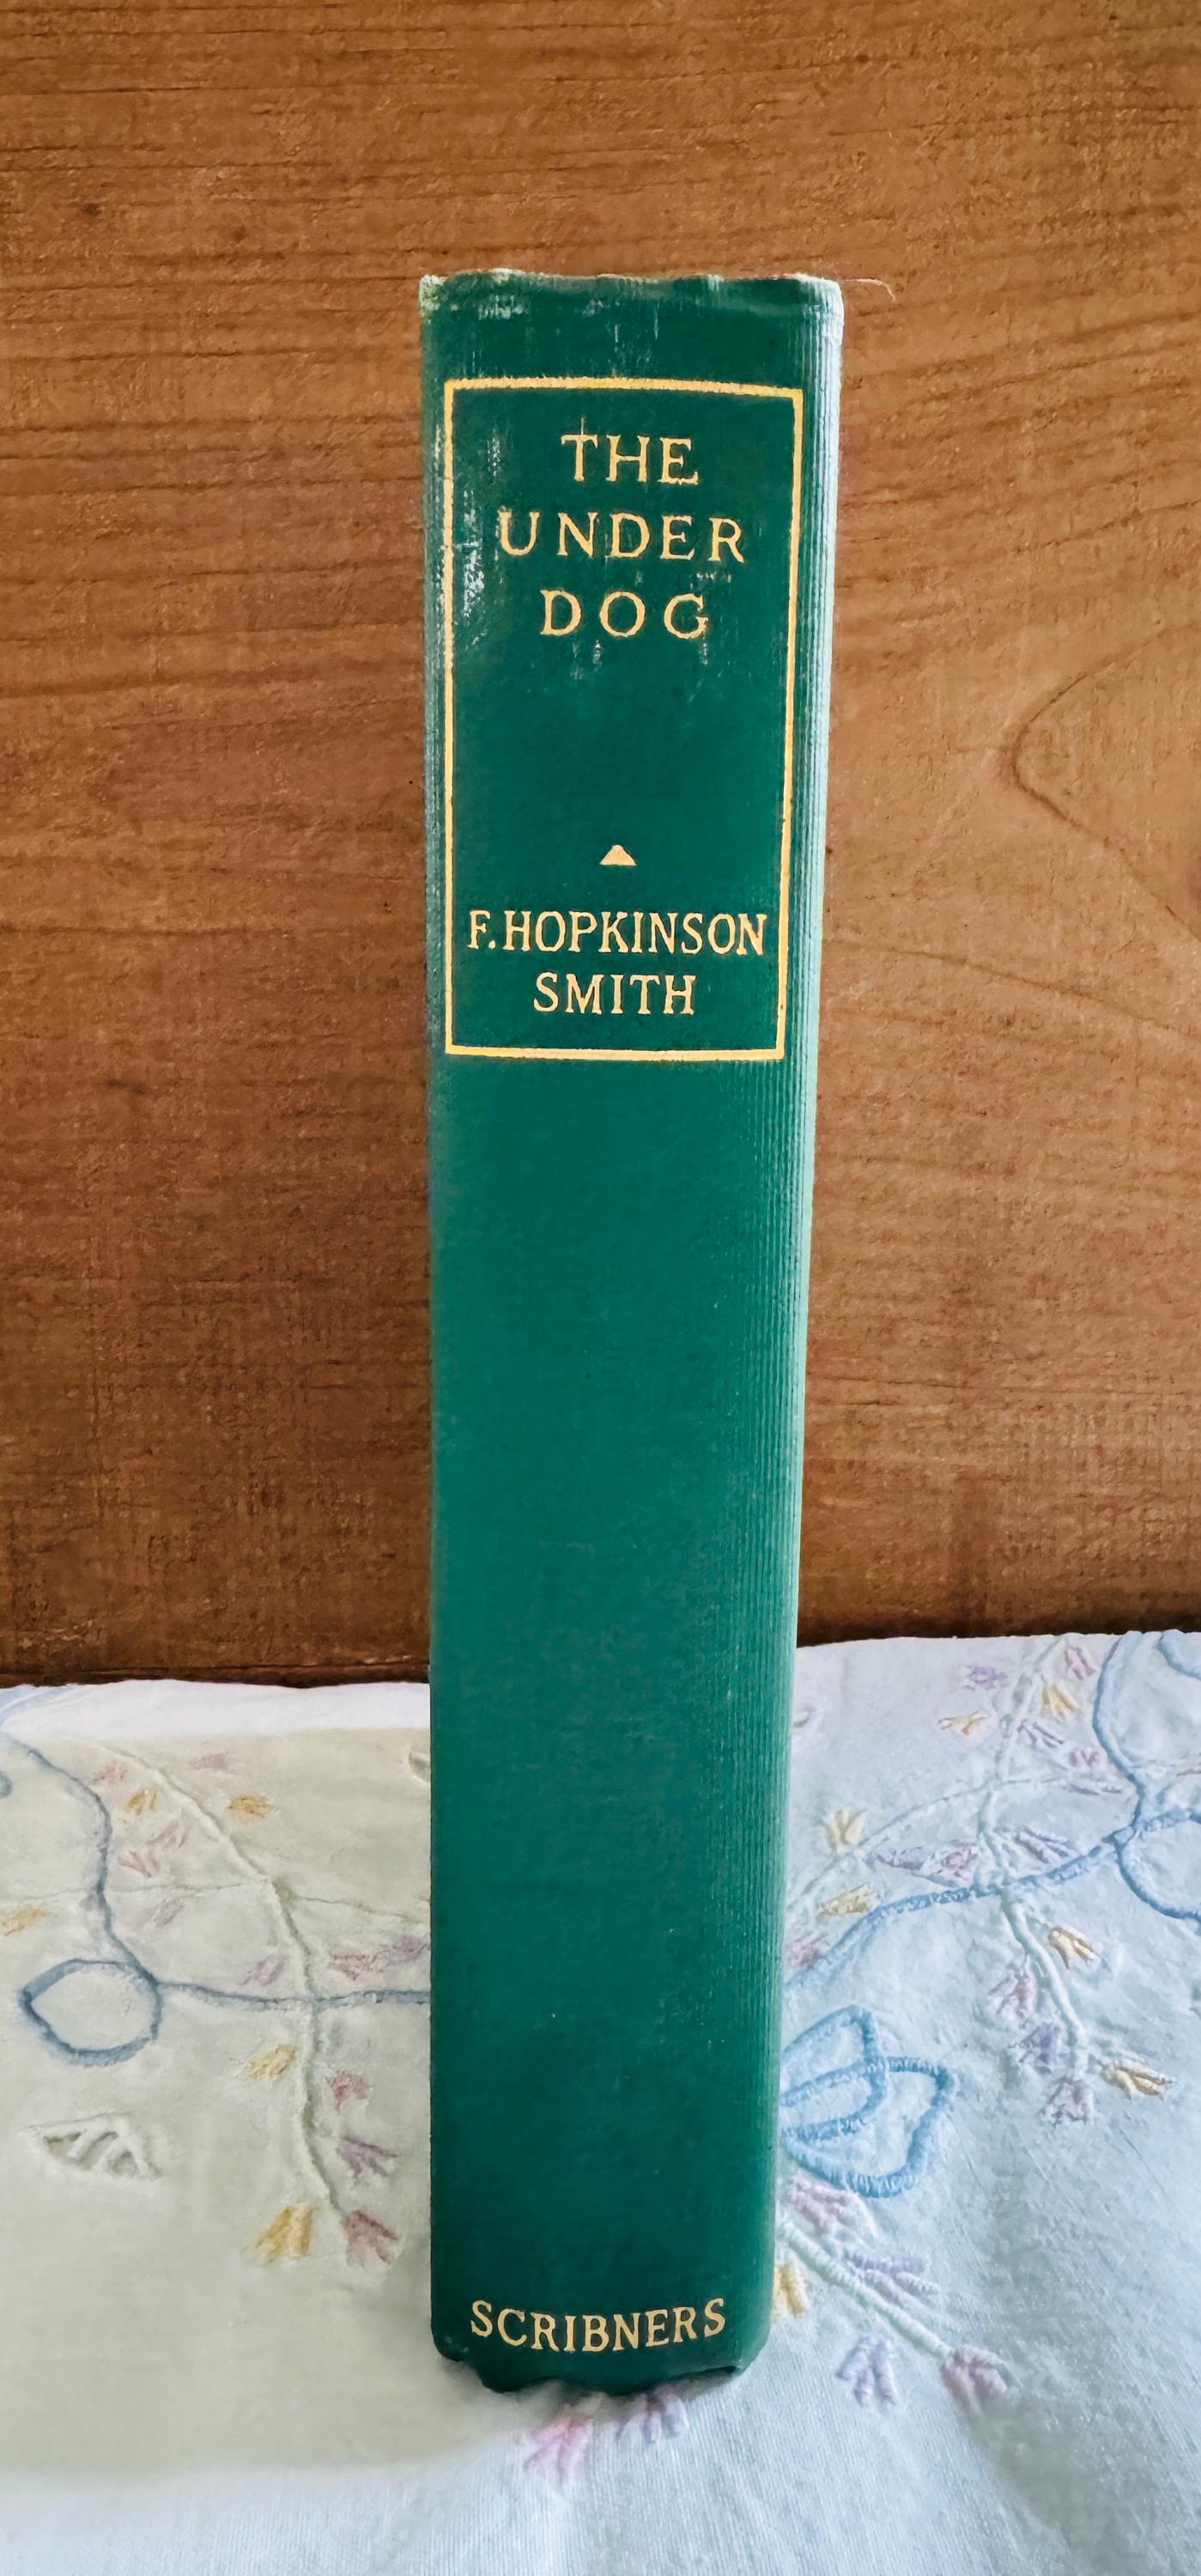 THE
UNDER
DOG
F. HOPKINSON
SMITH
SCRIBNERS